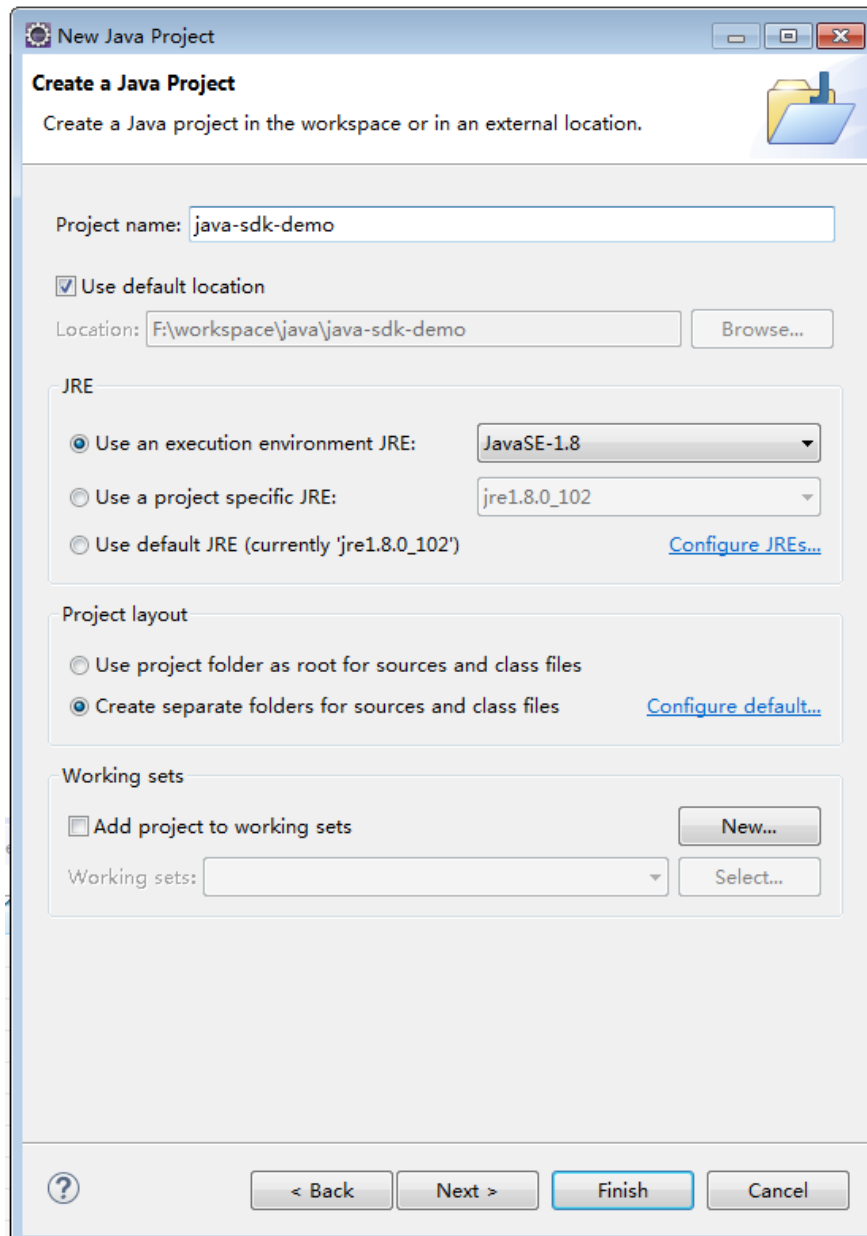 New Java Project
Create a Java Project
Create a Java project in the workspace or in an external location.
Project name: java-sdk-demo
Use default location
Location: F:\workspace\java\java-sdk-demo Browse...
JRE
Use an execution environment JRE: JavaSE-1.8
Use a project specific JRE: jre1.8.0_102
Use default JRE (currently 'jre1.8.0_102') Configure JREs...
Project layout
Use project folder as root for sources and class files
Create separate folders for sources and class files Configure default...
Working sets
Add project to working sets New...
Working sets: Select...
? < Back Next > Finish Cancel